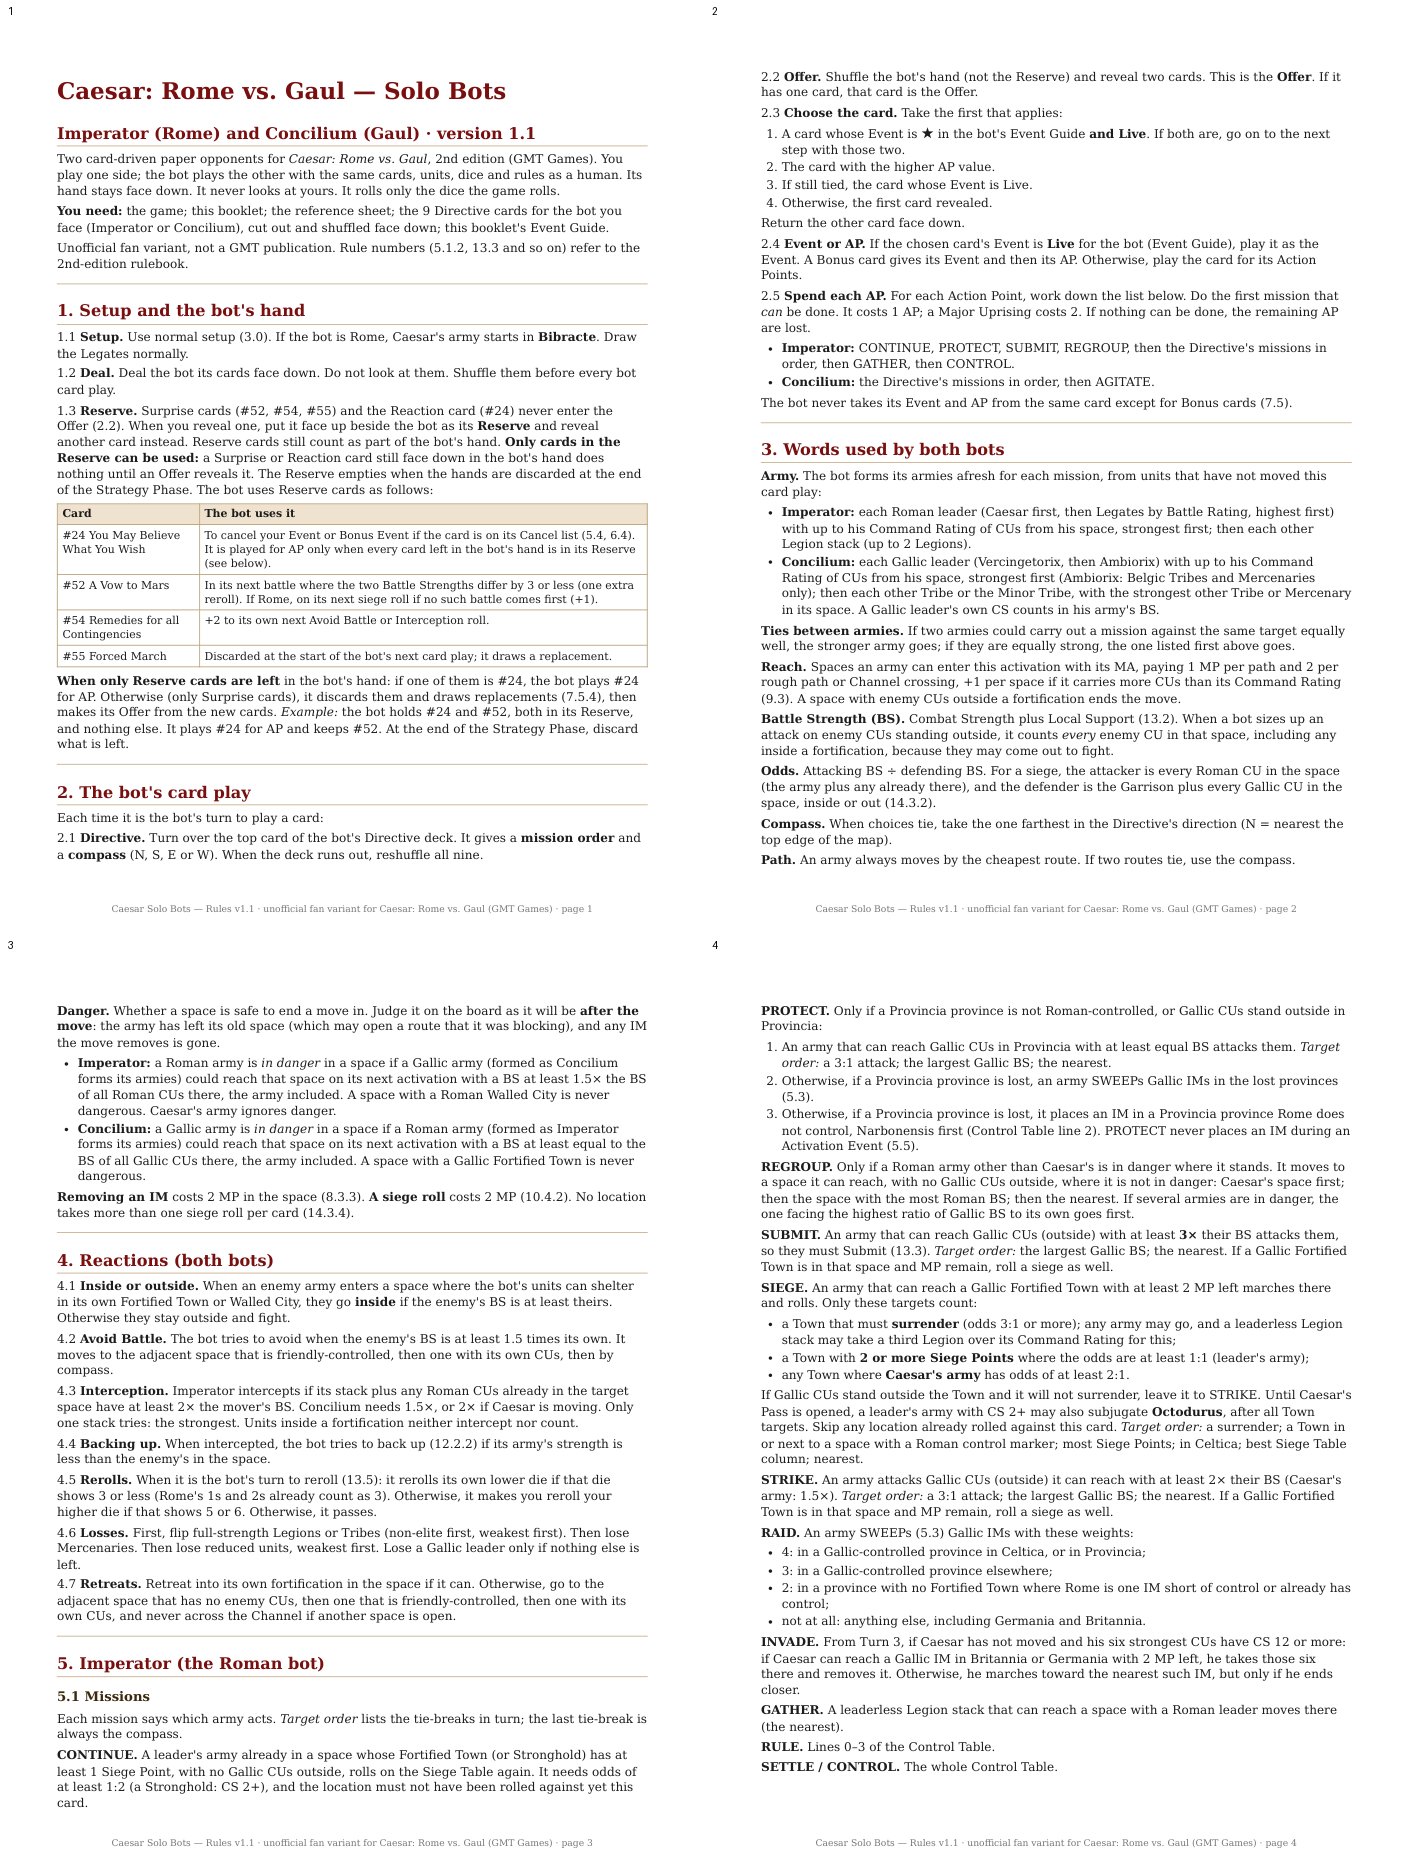 1
Caesar: Rome vs. Gaul — Solo Bots
Imperator (Rome) and Concilium (Gaul) · version 1.1
Two card-driven paper opponents for Caesar: Rome vs. Gaul, 2nd edition (GMT Games). You
play one side; the bot plays the other with the same cards, units, dice and rules as a human. Its
hand stays face down. It never looks at yours. It rolls only the dice the game rolls.
You need: the game; this booklet; the reference sheet; the 9 Directive cards for the bot you
face (Imperator or Concilium), cut out and shuffled face down; this booklet's Event Guide.
Unofficial fan variant, not a GMT publication. Rule numbers (5.1.2, 13.3 and so on) refer to the
2nd-edition rulebook.
1. Setup and the bot's hand
1.1 Setup. Use normal setup (3.0). If the bot is Rome, Caesar's army starts in Bibracte. Draw
the Legates normally.
1.2 Deal. Deal the bot its cards face down. Do not look at them. Shuffle them before every bot
card play.
1.3 Reserve. Surprise cards (#52, #54, #55) and the Reaction card (#24) never enter the
Offer (2.2). When you reveal one, put it face up beside the bot as its Reserve and reveal
another card instead. Reserve cards still count as part of the bot's hand. Only cards in the
Reserve can be used: a Surprise or Reaction card still face down in the bot's hand does
nothing until an Offer reveals it. The Reserve empties when the hands are discarded at the end
of the Strategy Phase. The bot uses Reserve cards as follows:
Card The bot uses it
#24 You May Believe What You Wish To cancel your Event or Bonus Event if the card is on its Cancel list (5.4, 6.4).
It is played for AP only when every card left in the bot's hand is in its Reserve
(see below).
#52 A Vow to Mars In its next battle where the two Battle Strengths differ by 3 or less (one extra
reroll). If Rome, on its next siege roll if no such battle comes first (+1).
#54 Remedies for all Contingencies +2 to its own next Avoid Battle or Interception roll.
#55 Forced March Discarded at the start of the bot's next card play; it draws a replacement.
When only Reserve cards are left in the bot's hand: if one of them is #24, the bot plays #24
for AP. Otherwise (only Surprise cards), it discards them and draws replacements (7.5.4), then
makes its Offer from the new cards. Example: the bot holds #24 and #52, both in its Reserve,
and nothing else. It plays #24 for AP and keeps #52. At the end of the Strategy Phase, discard
what is left.
2. The bot's card play
Each time it is the bot's turn to play a card:
2.1 Directive. Turn over the top card of the bot's Directive deck. It gives a mission order and
a compass (N, S, E or W). When the deck runs out, reshuffle all nine.
Caesar Solo Bots — Rules v1.1 · unofficial fan variant for Caesar: Rome vs. Gaul (GMT Games) · page 1
2
2.2 Offer. Shuffle the bot's hand (not the Reserve) and reveal two cards. This is the Offer. If it
has one card, that card is the Offer.
2.3 Choose the card. Take the first that applies:
1. A card whose Event is ★ in the bot's Event Guide and Live. If both are, go on to the next
step with those two.
2. The card with the higher AP value.
3. If still tied, the card whose Event is Live.
4. Otherwise, the first card revealed.
Return the other card face down.
2.4 Event or AP. If the chosen card's Event is Live for the bot (Event Guide), play it as the
Event. A Bonus card gives its Event and then its AP. Otherwise, play the card for its Action
Points.
2.5 Spend each AP. For each Action Point, work down the list below. Do the first mission that
can be done. It costs 1 AP; a Major Uprising costs 2. If nothing can be done, the remaining AP
are lost.
• Imperator: CONTINUE, PROTECT, SUBMIT, REGROUP, then the Directive's missions in
order, then GATHER, then CONTROL.
• Concilium: the Directive's missions in order, then AGITATE.
The bot never takes its Event and AP from the same card except for Bonus cards (7.5).
3. Words used by both bots
Army. The bot forms its armies afresh for each mission, from units that have not moved this
card play:
• Imperator: each Roman leader (Caesar first, then Legates by Battle Rating, highest first)
with up to his Command Rating of CUs from his space, strongest first; then each other
Legion stack (up to 2 Legions).
• Concilium: each Gallic leader (Vercingetorix, then Ambiorix) with up to his Command
Rating of CUs from his space, strongest first (Ambiorix: Belgic Tribes and Mercenaries
only); then each other Tribe or the Minor Tribe, with the strongest other Tribe or Mercenary
in its space. A Gallic leader's own CS counts in his army's BS.
Ties between armies. If two armies could carry out a mission against the same target equally
well, the stronger army goes; if they are equally strong, the one listed first above goes.
Reach. Spaces an army can enter this activation with its MA, paying 1 MP per path and 2 per
rough path or Channel crossing, +1 per space if it carries more CUs than its Command Rating
(9.3). A space with enemy CUs outside a fortification ends the move.
Battle Strength (BS). Combat Strength plus Local Support (13.2). When a bot sizes up an
attack on enemy CUs standing outside, it counts every enemy CU in that space, including any
inside a fortification, because they may come out to fight.
Odds. Attacking BS ÷ defending BS. For a siege, the attacker is every Roman CU in the space
(the army plus any already there), and the defender is the Garrison plus every Gallic CU in the
space, inside or out (14.3.2).
Compass. When choices tie, take the one farthest in the Directive's direction (N = nearest the
top edge of the map).
Path. An army always moves by the cheapest route. If two routes tie, use the compass.
Caesar Solo Bots — Rules v1.1 · unofficial fan variant for Caesar: Rome vs. Gaul (GMT Games) · page 2
3
Danger. Whether a space is safe to end a move in. Judge it on the board as it will be after the
move: the army has left its old space (which may open a route that it was blocking), and any IM
the move removes is gone.
• Imperator: a Roman army is in danger in a space if a Gallic army (formed as Concilium
forms its armies) could reach that space on its next activation with a BS at least 1.5× the BS
of all Roman CUs there, the army included. A space with a Roman Walled City is never
dangerous. Caesar's army ignores danger.
• Concilium: a Gallic army is in danger in a space if a Roman army (formed as Imperator
forms its armies) could reach that space on its next activation with a BS at least equal to the
BS of all Gallic CUs there, the army included. A space with a Gallic Fortified Town is never
dangerous.
Removing an IM costs 2 MP in the space (8.3.3). A siege roll costs 2 MP (10.4.2). No location
takes more than one siege roll per card (14.3.4).
4. Reactions (both bots)
4.1 Inside or outside. When an enemy army enters a space where the bot's units can shelter
in its own Fortified Town or Walled City, they go inside if the enemy's BS is at least theirs.
Otherwise they stay outside and fight.
4.2 Avoid Battle. The bot tries to avoid when the enemy's BS is at least 1.5 times its own. It
moves to the adjacent space that is friendly-controlled, then one with its own CUs, then by
compass.
4.3 Interception. Imperator intercepts if its stack plus any Roman CUs already in the target
space have at least 2× the mover's BS. Concilium needs 1.5×, or 2× if Caesar is moving. Only
one stack tries: the strongest. Units inside a fortification neither intercept nor count.
4.4 Backing up. When intercepted, the bot tries to back up (12.2.2) if its army's strength is
less than the enemy's in the space.
4.5 Rerolls. When it is the bot's turn to reroll (13.5): it rerolls its own lower die if that die
shows 3 or less (Rome's 1s and 2s already count as 3). Otherwise, it makes you reroll your
higher die if that shows 5 or 6. Otherwise, it passes.
4.6 Losses. First, flip full-strength Legions or Tribes (non-elite first, weakest first). Then lose
Mercenaries. Then lose reduced units, weakest first. Lose a Gallic leader only if nothing else is
left.
4.7 Retreats. Retreat into its own fortification in the space if it can. Otherwise, go to the
adjacent space that has no enemy CUs, then one that is friendly-controlled, then one with its
own CUs, and never across the Channel if another space is open.
5. Imperator (the Roman bot)
5.1 Missions
Each mission says which army acts. Target order lists the tie-breaks in turn; the last tie-break is
always the compass.
CONTINUE. A leader's army already in a space whose Fortified Town (or Stronghold) has at
least 1 Siege Point, with no Gallic CUs outside, rolls on the Siege Table again. It needs odds of
at least 1:2 (a Stronghold: CS 2+), and the location must not have been rolled against yet this
card.
Caesar Solo Bots — Rules v1.1 · unofficial fan variant for Caesar: Rome vs. Gaul (GMT Games) · page 3
4
PROTECT. Only if a Provincia province is not Roman-controlled, or Gallic CUs stand outside in
Provincia:
1. An army that can reach Gallic CUs in Provincia with at least equal BS attacks them. Target
order: a 3:1 attack; the largest Gallic BS; the nearest.
2. Otherwise, if a Provincia province is lost, an army SWEEPs Gallic IMs in the lost provinces
(5.3).
3. Otherwise, if a Provincia province is lost, it places an IM in a Provincia province Rome does
not control, Narbonensis first (Control Table line 2). PROTECT never places an IM during an
Activation Event (5.5).
REGROUP. Only if a Roman army other than Caesar's is in danger where it stands. It moves to
a space it can reach, with no Gallic CUs outside, where it is not in danger: Caesar's space first;
then the space with the most Roman BS; then the nearest. If several armies are in danger, the
one facing the highest ratio of Gallic BS to its own goes first.
SUBMIT. An army that can reach Gallic CUs (outside) with at least 3× their BS attacks them,
so they must Submit (13.3). Target order: the largest Gallic BS; the nearest. If a Gallic Fortified
Town is in that space and MP remain, roll a siege as well.
SIEGE. An army that can reach a Gallic Fortified Town with at least 2 MP left marches there
and rolls. Only these targets count:
• a Town that must surrender (odds 3:1 or more); any army may go, and a leaderless Legion
stack may take a third Legion over its Command Rating for this;
• a Town with 2 or more Siege Points where the odds are at least 1:1 (leader's army);
• any Town where Caesar's army has odds of at least 2:1.
If Gallic CUs stand outside the Town and it will not surrender, leave it to STRIKE. Until Caesar's
Pass is opened, a leader's army with CS 2+ may also subjugate Octodurus, after all Town
targets. Skip any location already rolled against this card. Target order: a surrender; a Town in
or next to a space with a Roman control marker; most Siege Points; in Celtica; best Siege Table
column; nearest.
STRIKE. An army attacks Gallic CUs (outside) it can reach with at least 2× their BS (Caesar's
army: 1.5×). Target order: a 3:1 attack; the largest Gallic BS; the nearest. If a Gallic Fortified
Town is in that space and MP remain, roll a siege as well.
RAID. An army SWEEPs (5.3) Gallic IMs with these weights:
• 4: in a Gallic-controlled province in Celtica, or in Provincia;
• 3: in a Gallic-controlled province elsewhere;
• 2: in a province with no Fortified Town where Rome is one IM short of control or already has
control;
• not at all: anything else, including Germania and Britannia.
INVADE. From Turn 3, if Caesar has not moved and his six strongest CUs have CS 12 or more:
if Caesar can reach a Gallic IM in Britannia or Germania with 2 MP left, he takes those six
there and removes it. Otherwise, he marches toward the nearest such IM, but only if he ends
closer.
GATHER. A leaderless Legion stack that can reach a space with a Roman leader moves there
(the nearest).
RULE. Lines 0–3 of the Control Table.
SETTLE / CONTROL. The whole Control Table.
Caesar Solo Bots — Rules v1.1 · unofficial fan variant for Caesar: Rome vs. Gaul (GMT Games) · page 4